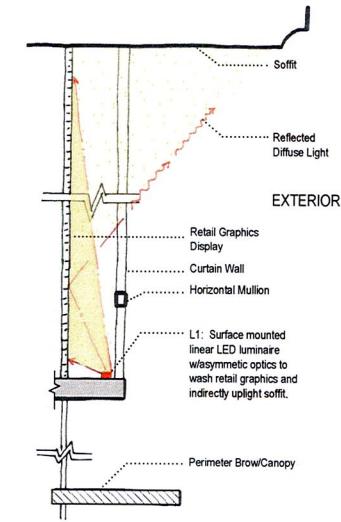 Soffit
Reflected
Diffuse Light
EXTERIOR
Retail Graphics
Display
Curtain Wall
Horizontal Mullion
L1: Surface mounted
linear LED luminaire
w/asymmetric optics to
wash retail graphics and
indirectly uplight soffit.
Perimeter Brow/Canopy